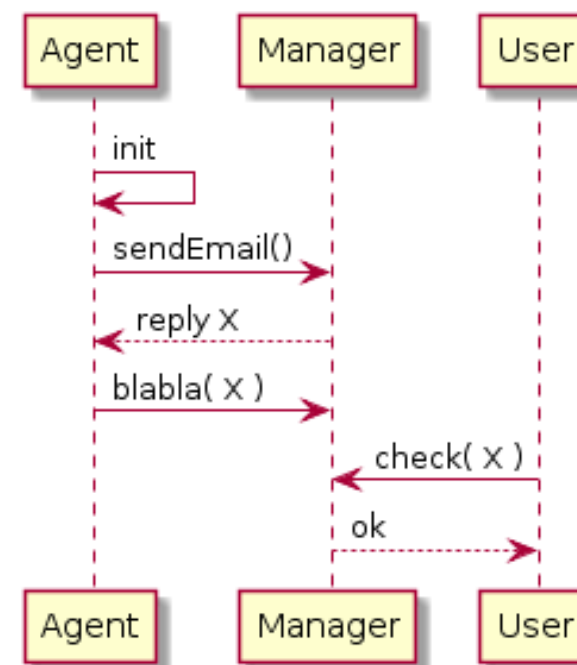 Agent Manager User
init
sendEmail()
reply X
blabla( X )
check( X )
ok
Agent Manager User